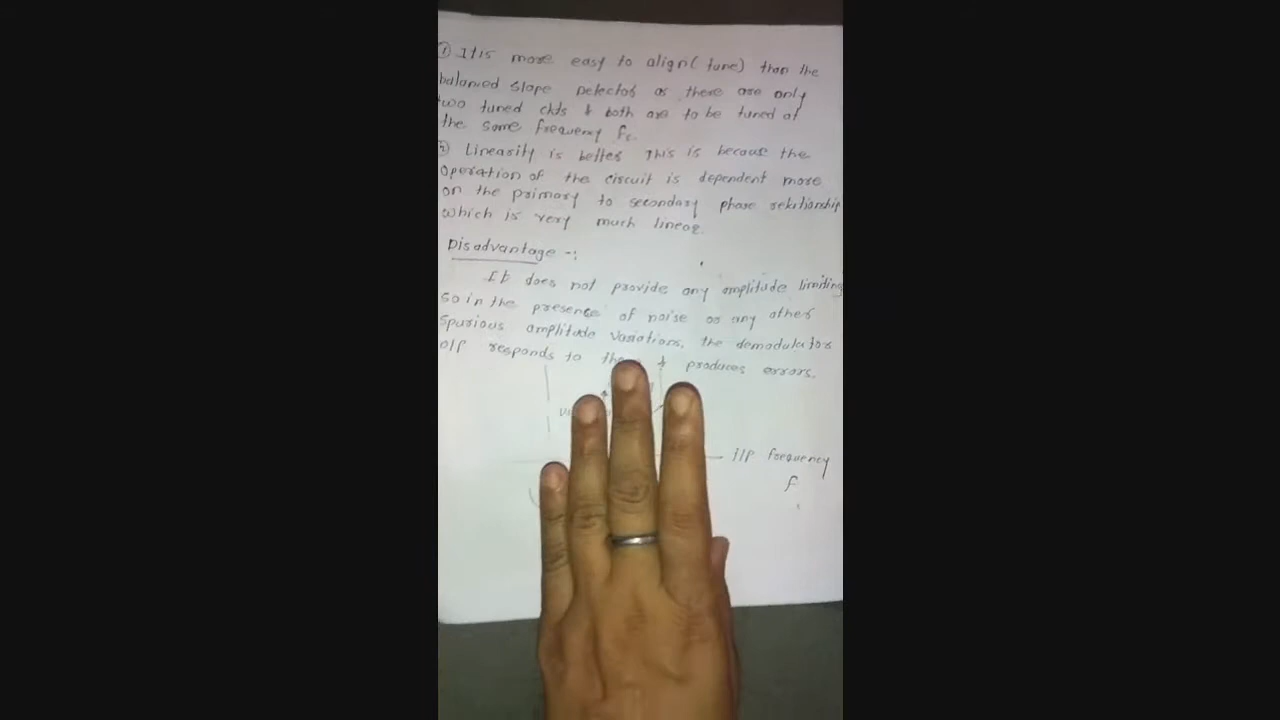 ① It is more easy to align (tune) than the
balanced slope Detector as there are only
two tuned ckts & both are to be tuned at
the same frequency fc.
② Linearity is better This is because the
operation of the circuit is dependent more
on the primary to secondary phase relationship
which is very much linear.
Disadvantage -:
It does not provide any amplitude limiting
so in the presence of noise or any other
spurious amplitude variations, the demodulator
O/P responds to & produces errors.
I/P frequency
f